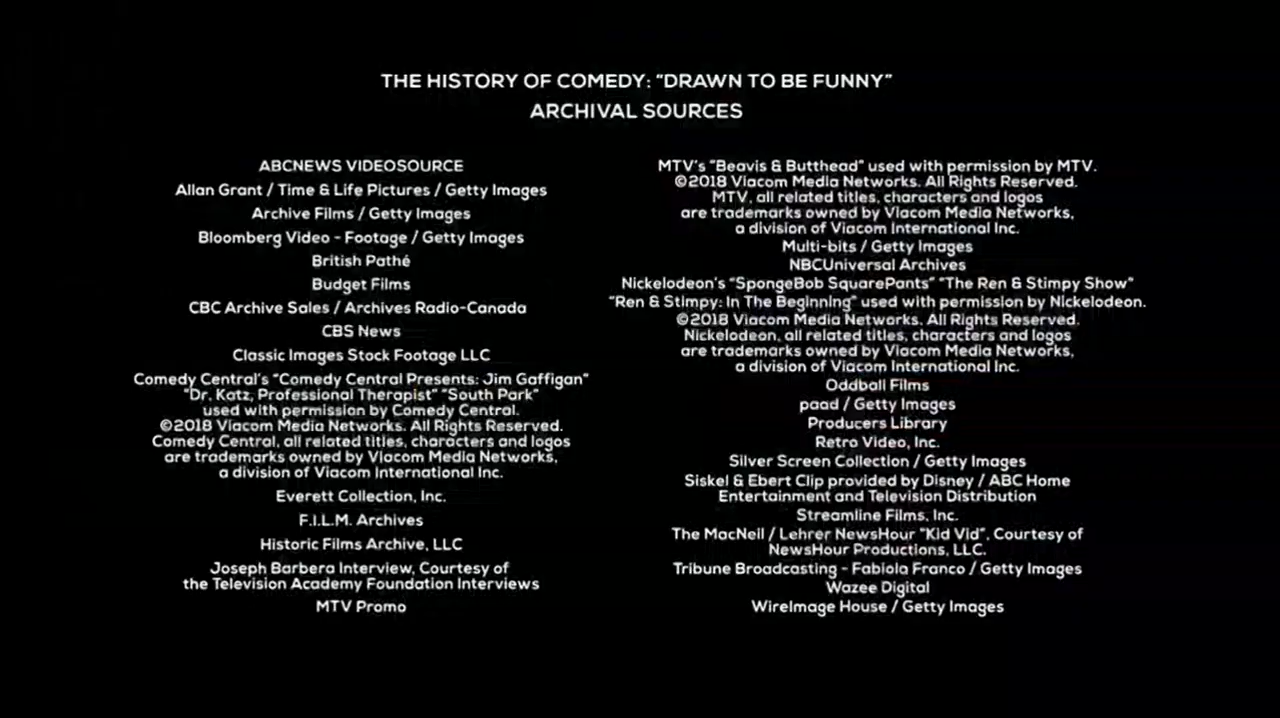 THE HISTORY OF COMEDY: “DRAWN TO BE FUNNY”
ARCHIVAL SOURCES
ABCNEWS VIDEOSOURCE
Allan Grant / Time & Life Pictures / Getty Images
Archive Films / Getty Images
Bloomberg Video - Footage / Getty Images
British Pathé
Budget Films
CBC Archive Sales / Archives Radio-Canada
CBS News
Classic Images Stock Footage LLC
Comedy Central’s “Comedy Central Presents: Jim Gaffigan”
“Dr. Katz, Professional Therapist” “South Park”
used with permission by Comedy Central.
©2018 Viacom Media Networks. All Rights Reserved.
Comedy Central, all related titles, characters and logos
are trademarks owned by Viacom Media Networks,
a division of Viacom International Inc.
Everett Collection, Inc.
F.I.L.M. Archives
Historic Films Archive, LLC
Joseph Barbera Interview, Courtesy of
the Television Academy Foundation Interviews
MTV Promo
MTV’s “Beavis & Butthead” used with permission by MTV.
©2018 Viacom Media Networks. All Rights Reserved.
MTV, all related titles, characters and logos
are trademarks owned by Viacom Media Networks,
a division of Viacom International Inc.
Multi-bits / Getty Images
NBCUniversal Archives
Nickelodeon’s “SpongeBob SquarePants” “The Ren & Stimpy Show”
“Ren & Stimpy: In The Beginning” used with permission by Nickelodeon.
©2018 Viacom Media Networks. All Rights Reserved.
Nickelodeon, all related titles, characters and logos
are trademarks owned by Viacom Media Networks,
a division of Viacom International Inc.
Oddball Films
paad / Getty Images
Producers Library
Retro Video, Inc.
Silver Screen Collection / Getty Images
Siskel & Ebert Clip provided by Disney / ABC Home
Entertainment and Television Distribution
Streamline Films, Inc.
The MacNeil / Lehrer NewsHour “Kid Vid”, Courtesy of
NewsHour Productions, LLC.
Tribune Broadcasting - Fabiola Franco / Getty Images
Wazee Digital
WireImage House / Getty Images